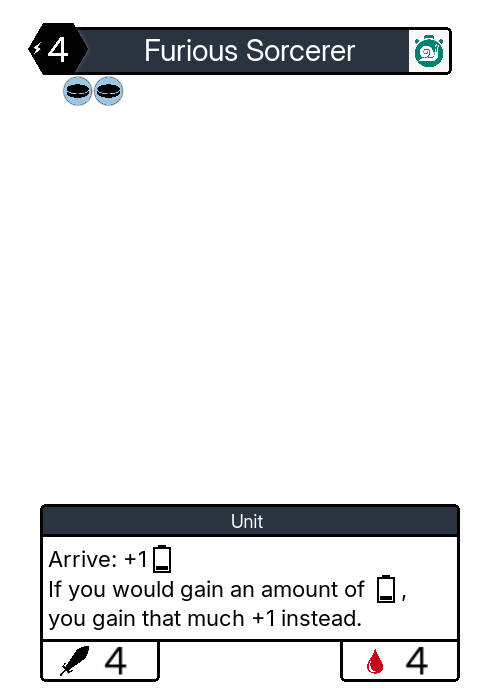 4
Furious Sorcerer
Unit
Arrive: +1
If you would gain an amount of ,
you gain that much +1 instead.
4
4